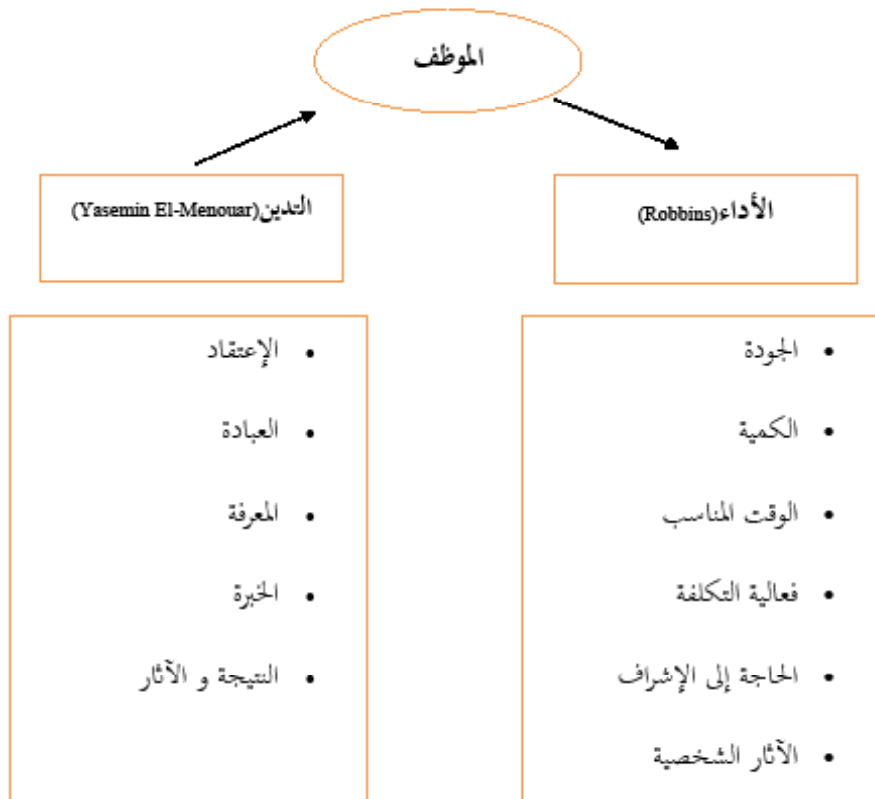 الموظف
الأداء(Robbins)
التدين(Yasemin El-Menouar)
• الجودة
• الكمية
• الوقت المناسب
• فعالية التكلفة
• الحاجة إلى الإشراف
• الآثار الشخصية
• الإعتقاد
• العبادة
• المعرفة
• الخبرة
• النتيجة و الآثار